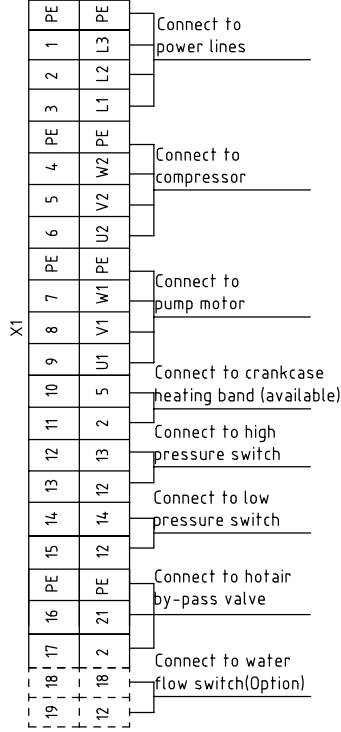 X1
PE PE
1 L3
2 L2
3 L1
PE PE
4 W2
5 V2
6 U2
PE PE
7 W1
8 V1
9 U1
10 5
11 2
12 13
13 12
14 14
15 12
PE PE
16 21
17 2
18 18
19 12
Connect to
power lines
Connect to
compressor
Connect to
pump motor
Connect to crankcase
heating band (available)
Connect to high
pressure switch
Connect to low
pressure switch
Connect to hotair
by-pass valve
Connect to water
flow switch(Option)